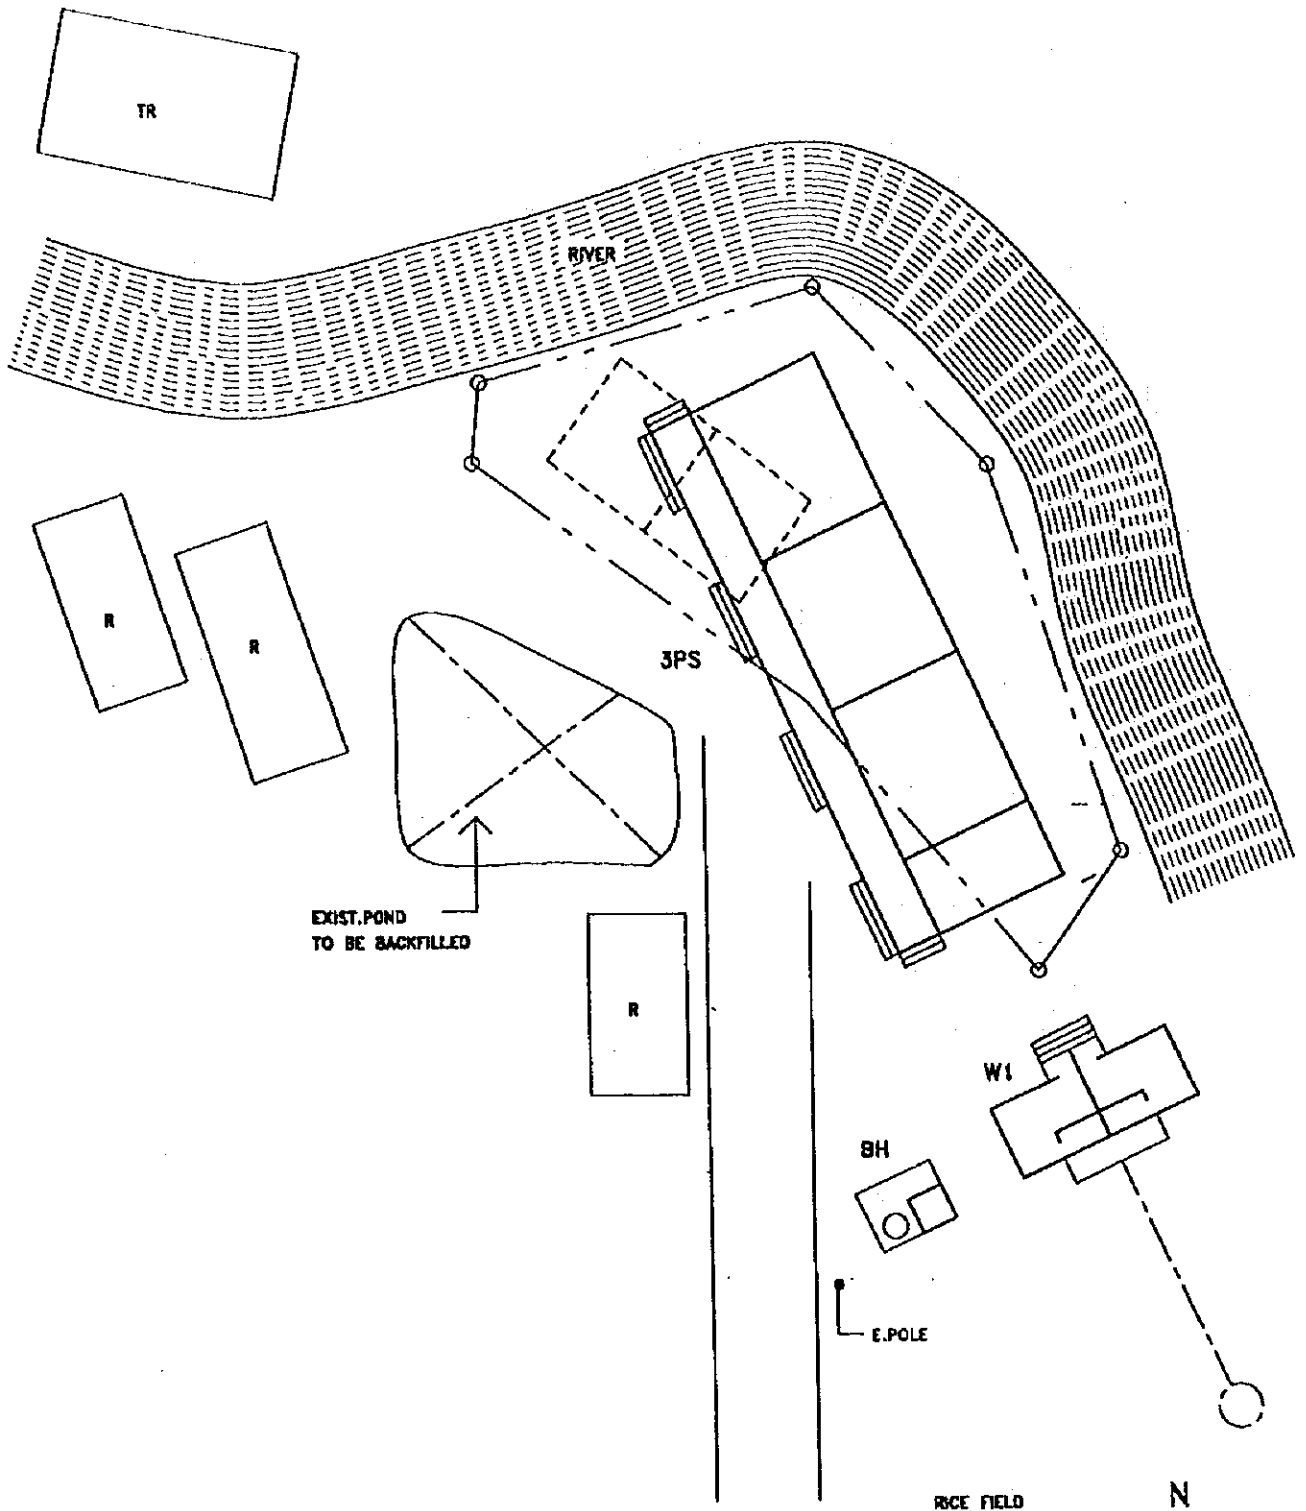 TR
RIVER
R
R
3PS
EXIST.POND
TO BE BACKFILLED
R
W1
BH
E.POLE
RICE FIELD
N